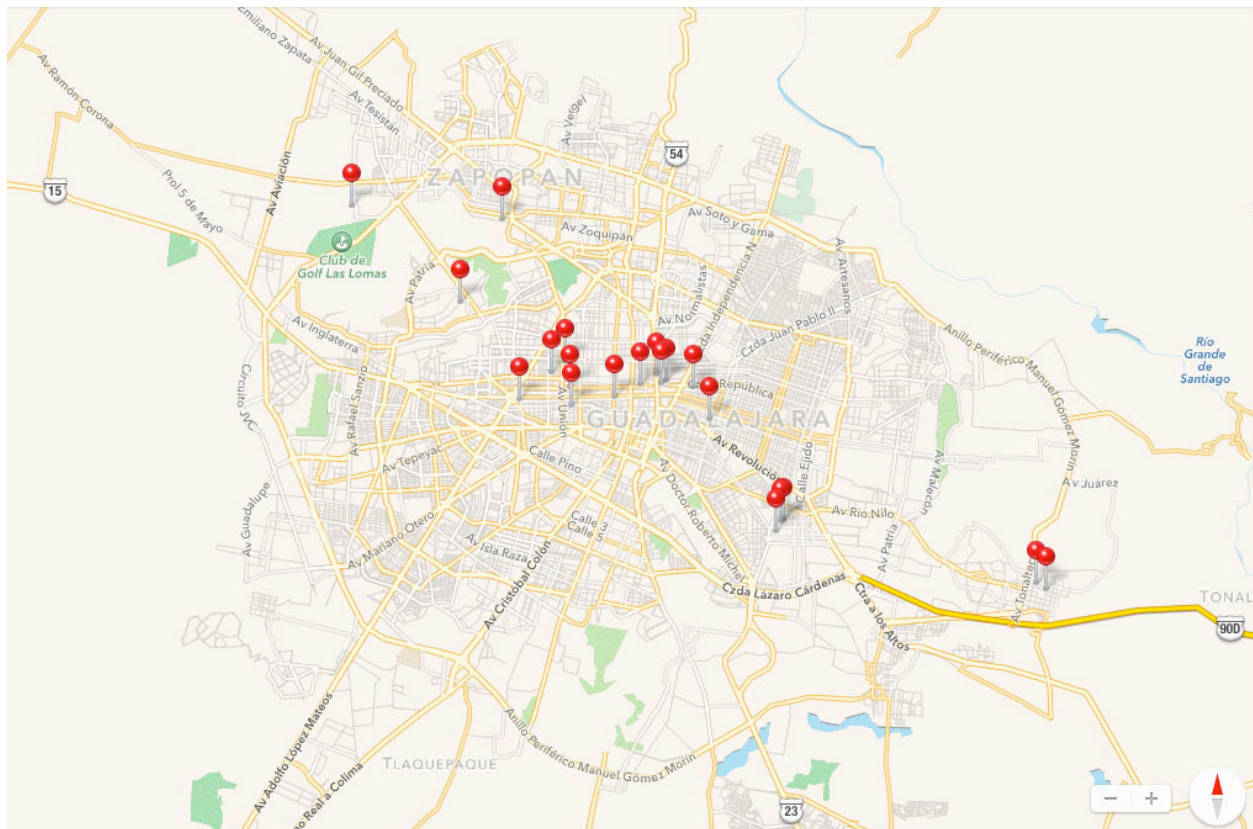 Emiliano Zapata
Av Juan Gil Preciado
Av Ramón Corona
Av Tesistán
Av Vergel
54
15
Prol 5 de Mayo
Av Aviación
ZAPOPAN
Av Zoquipan
Av Soto y Gama
Club de
Golf Las Lomas
Av Patria
Av Normalistas
Czda Independencia N
Av Artesanos
Czda Juan Pablo II
Anillo Periférico Manuel Gómez Morín
Río
Grande
de
Santiago
Av Inglaterra
Circuito JVC
Av Rafael Sanzio
Av Unión
Calle República
GUADALAJARA
Av Tepeyac
Calle Pino
Av Revolución
Calle Ejido
Av Malecón
Av Juárez
Av Guadalupe
Av Mariano Otero
Calle 3
Calle 5
Av Isla Raza
Av Doctor Roberto Michel
Av Río Nilo
Av Patria
Av Cristóbal Colón
Czda Lázaro Cárdenas
Ctra a los Altos
Av Tonaltec
TONAL
90D
Av Adolfo López Mateos
no Real a Colima
TLAQUEPAQUE
Anillo Periférico Manuel Gómez Morín
23